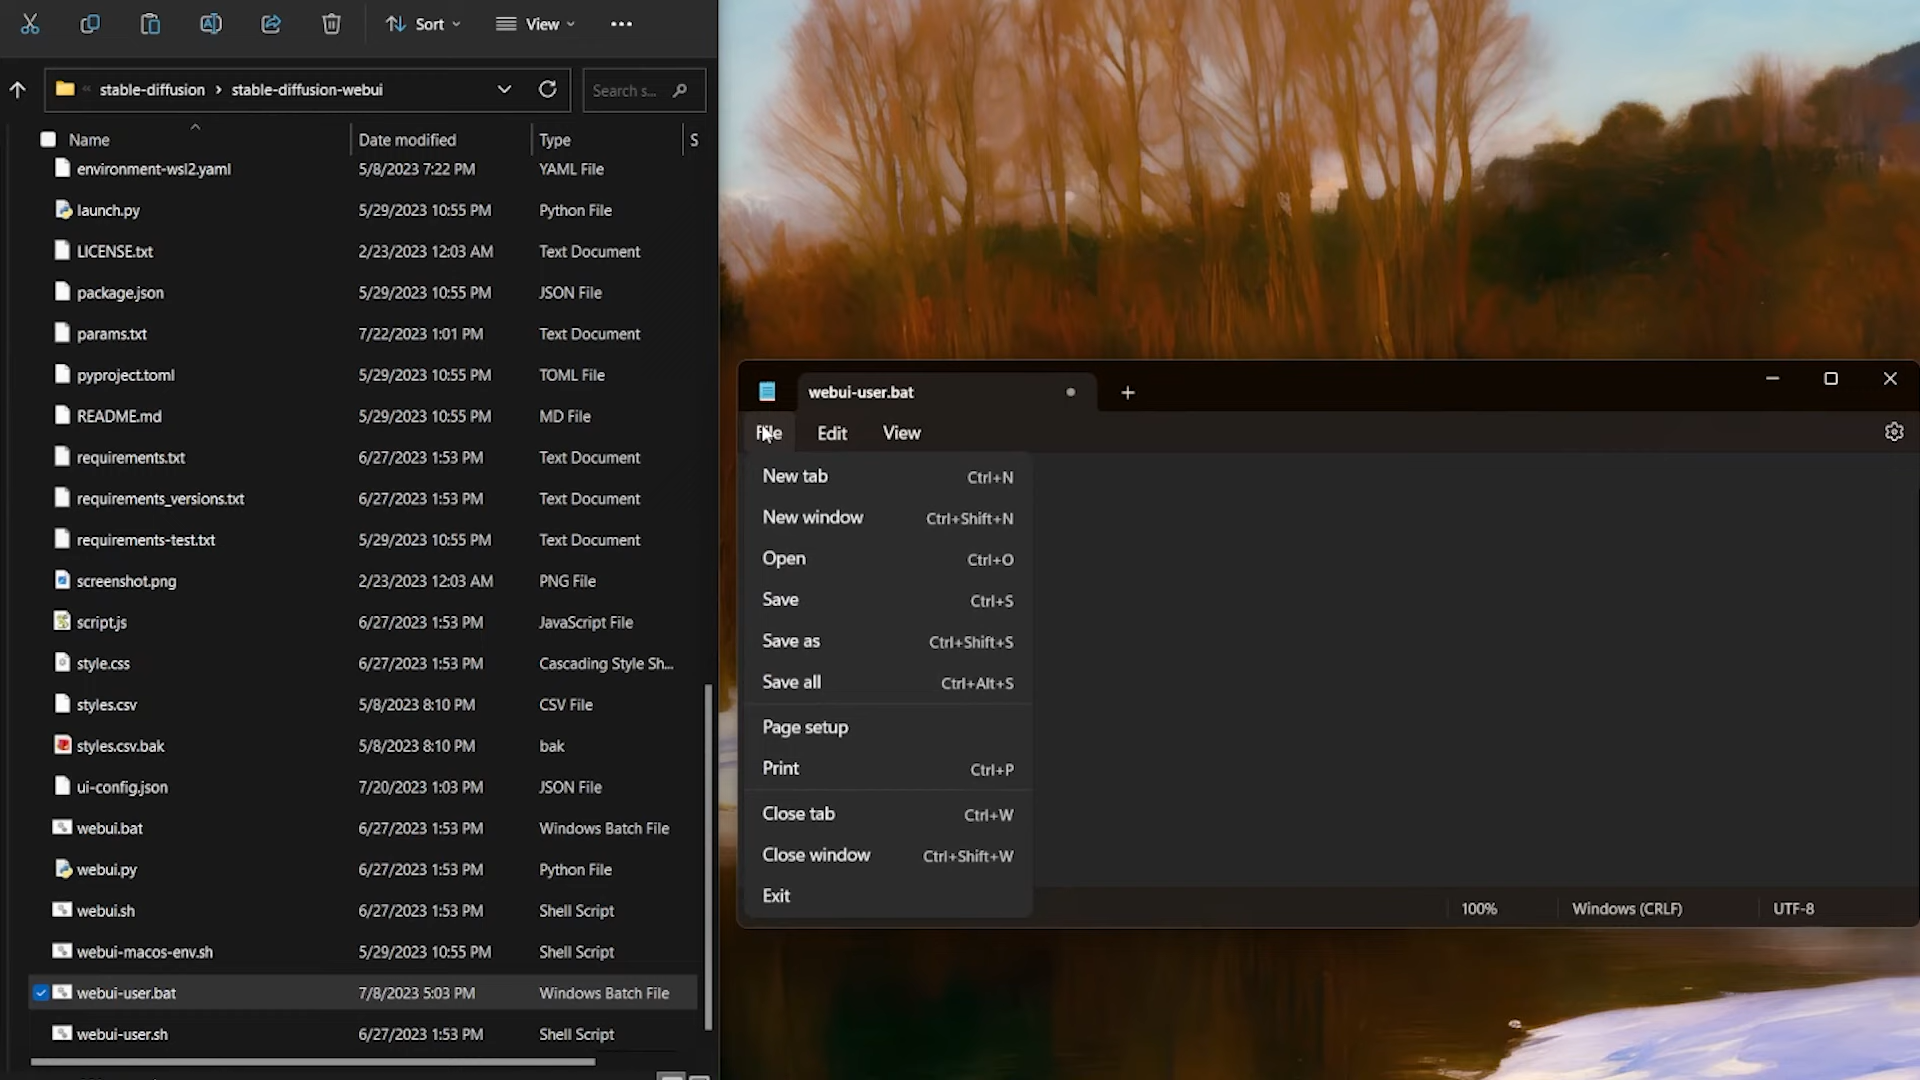 Sort
View
stable-diffusion > stable-diffusion-webui
Search s...
Name Date modified Type S
environment-wsl2.yaml 5/8/2023 7:22 PM YAML File
launch.py 5/29/2023 10:55 PM Python File
LICENSE.txt 2/23/2023 12:03 AM Text Document
package.json 5/29/2023 10:55 PM JSON File
params.txt 7/22/2023 1:01 PM Text Document
pyproject.toml 5/29/2023 10:55 PM TOML File
README.md 5/29/2023 10:55 PM MD File
requirements.txt 6/27/2023 1:53 PM Text Document
requirements_versions.txt 6/27/2023 1:53 PM Text Document
requirements-test.txt 5/29/2023 10:55 PM Text Document
screenshot.png 2/23/2023 12:03 AM PNG File
script.js 6/27/2023 1:53 PM JavaScript File
style.css 6/27/2023 1:53 PM Cascading Style Sh...
styles.csv 5/8/2023 8:10 PM CSV File
styles.csv.bak 5/8/2023 8:10 PM bak
ui-config.json 7/20/2023 1:03 PM JSON File
webui.bat 6/27/2023 1:53 PM Windows Batch File
webui.py 6/27/2023 1:53 PM Python File
webui.sh 6/27/2023 1:53 PM Shell Script
webui-macos-env.sh 5/29/2023 10:55 PM Shell Script
webui-user.bat 7/8/2023 5:03 PM Windows Batch File
webui-user.sh 6/27/2023 1:53 PM Shell Script
webui-user.bat
File Edit View
New tab Ctrl+N
New window Ctrl+Shift+N
Open Ctrl+O
Save Ctrl+S
Save as Ctrl+Shift+S
Save all Ctrl+Alt+S
Page setup
Print Ctrl+P
Close tab Ctrl+W
Close window Ctrl+Shift+W
Exit
100% Windows (CRLF) UTF-8